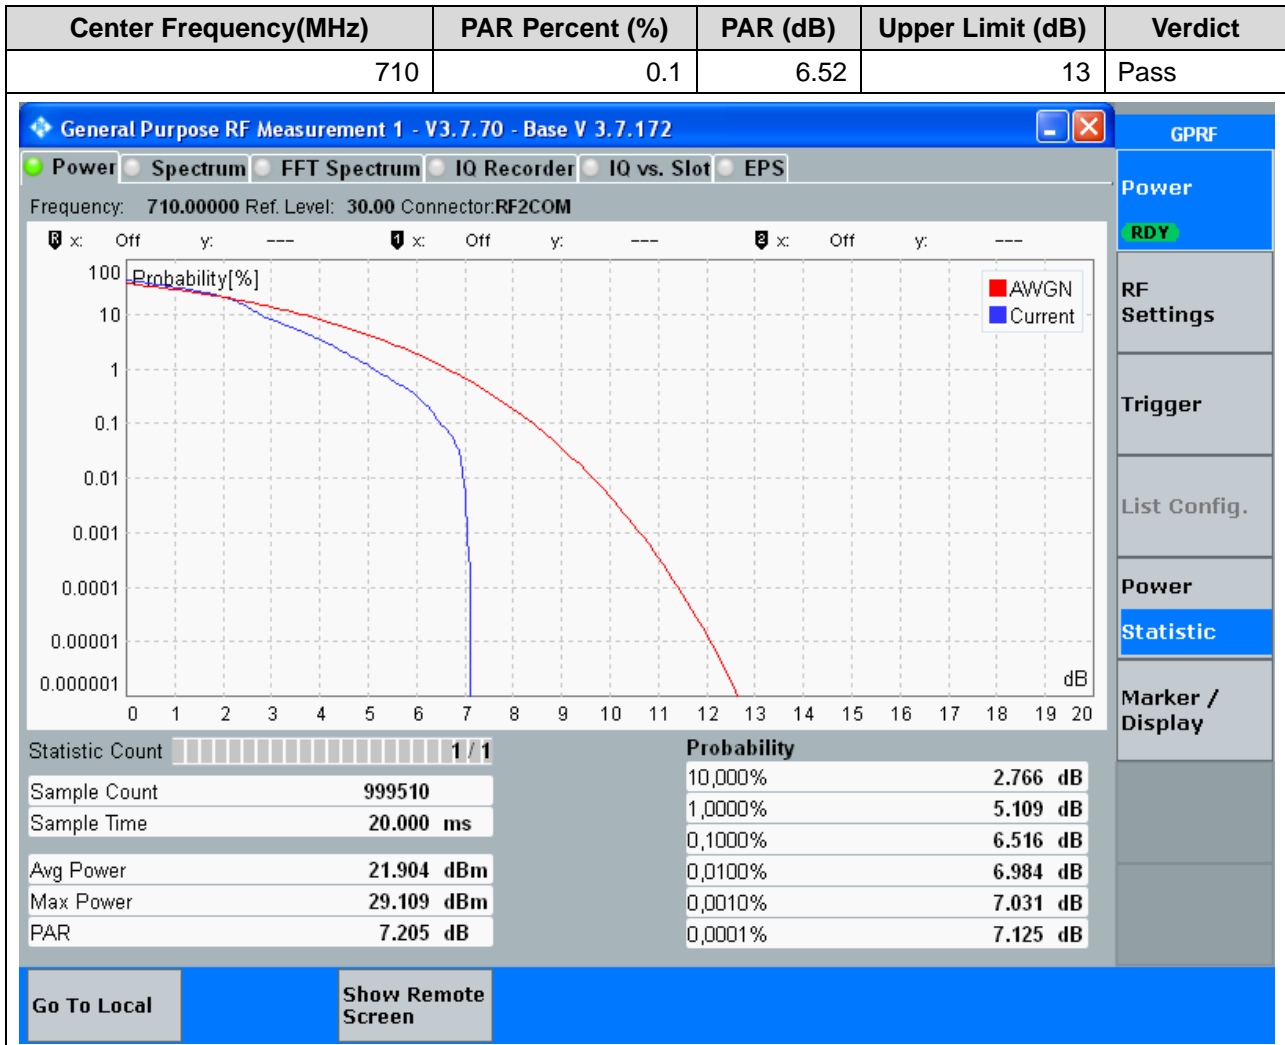 Center Frequency(MHz) PAR Percent (%) PAR (dB) Upper Limit (dB) Verdict
710 0.1 6.52 13 Pass
General Purpose RF Measurement 1 - V3.7.70 - Base V 3.7.172
GPRF
Power Spectrum FFT Spectrum IQ Recorder IQ vs. Slot EPS
Power
RDY
Frequency: 710.00000 Ref. Level: 30.00 Connector:RF2COM
R x: Off y: --- 1 x: Off y: --- 2 x: Off y: ---
Probability[%]
AWGN
Current
100
10
1
0.1
0.01
0.001
0.0001
0.00001
0.000001
dB
0 1 2 3 4 5 6 7 8 9 10 11 12 13 14 15 16 17 18 19 20
RF
Settings
Trigger
List Config.
Power
Statistic
Marker /
Display
Statistic Count 1 / 1
Sample Count 999510
Sample Time 20.000 ms
Avg Power 21.904 dBm
Max Power 29.109 dBm
PAR 7.205 dB
Probability
10,000% 2.766 dB
1,0000% 5.109 dB
0,1000% 6.516 dB
0,0100% 6.984 dB
0,0010% 7.031 dB
0,0001% 7.125 dB
Go To Local
Show Remote
Screen